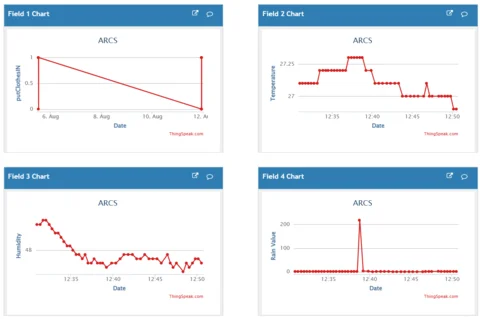 Field 1 Chart
ARCS
putClothesIN
1
0.5
0
6. Aug
8. Aug
10. Aug
12. Au
Date
ThingSpeak.com
Field 2 Chart
ARCS
Temperature
27.25
27
12:35
12:40
12:45
12:50
Date
ThingSpeak.com
Field 3 Chart
ARCS
Humidity
48
12:35
12:40
12:45
12:50
Date
ThingSpeak.com
Field 4 Chart
ARCS
Rain Value
200
100
0
12:35
12:40
12:45
12:50
Date
ThingSpeak.com